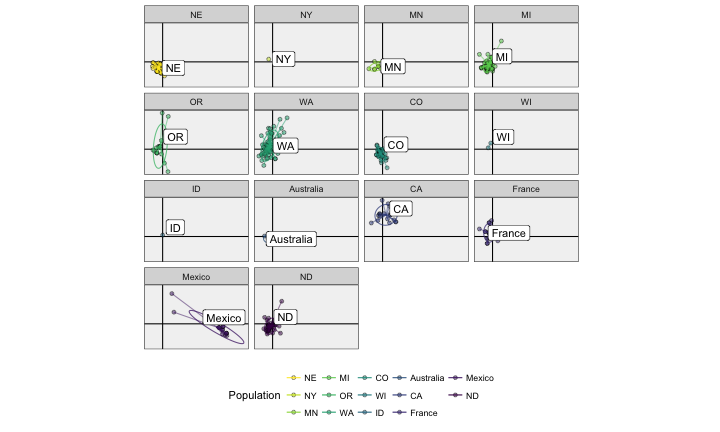 NE NY MN MI
NE NY MN MI
OR WA CO WI
OR WA CO WI
ID Australia CA France
ID Australia CA France
Mexico ND
Mexico ND
NE MI CO Australia Mexico
Population NY OR WI CA ND
MN WA ID France